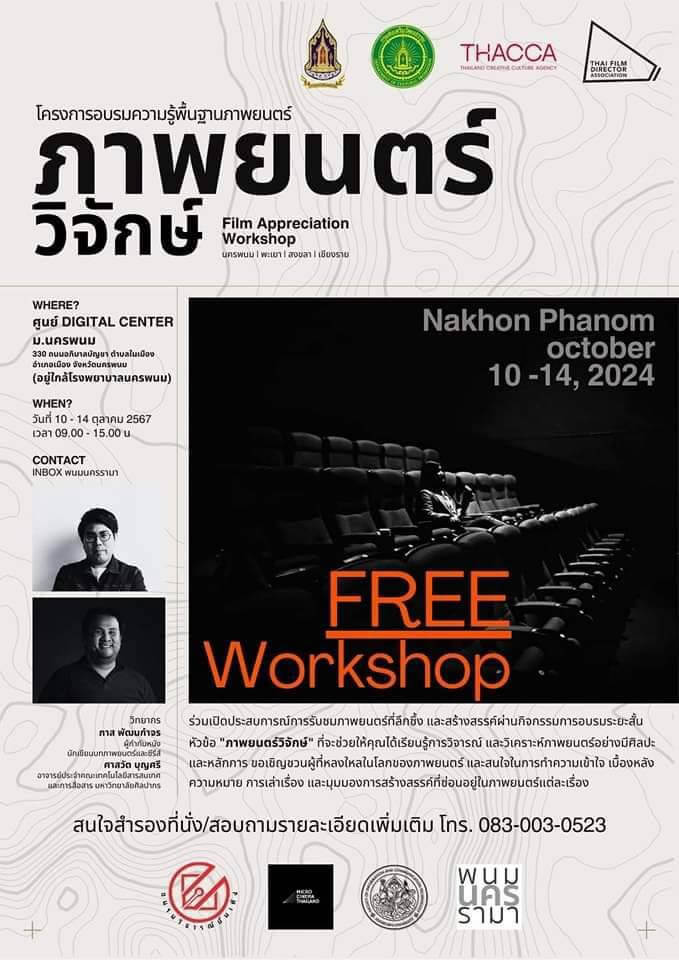 THACCA
THAILAND CREATIVE CULTURE AGENCY
THAI FILM
DIRECTOR
ASSOCIATION
โครงการอบรมความรู้พื้นฐานภาพยนตร์
ภาพยนตร์
วิจักษ์
Film Appreciation
Workshop
นครพนม | พะเยา | สงขลา | เชียงราย
WHERE?
ศูนย์ DIGITAL CENTER
ม.นครพนม
330 ถนนอภิบาลบัญชา ตำบลในเมือง
อำเภอเมือง จังหวัดนครพนม
(อยู่ใกล้โรงพยาบาลนครพนม)
WHEN?
วันที่ 10 - 14 ตุลาคม 2567
เวลา 09.00 - 15.00 น
CONTACT
INBOX พนมนครรามา
Nakhon Phanom
october
10 -14, 2024
FREE
Workshop
วิทยากร
ภาส พัฒนกำจร
ผู้กำกับหนัง
นักเขียนบทภาพยนตร์และซีรีส์
ศาสวัต บุญศรี
อาจารย์ประจำคณะเทคโนโลยีสารสนเทศ
และการสื่อสาร มหาวิทยาลัยศิลปากร
ร่วมเปิดประสบการณ์การรับชมภาพยนตร์ที่ลึกซึ้ง และสร้างสรรค์ผ่านกิจกรรมการอบรมระยะสั้น
หัวข้อ "ภาพยนตร์วิจักษ์" ที่จะช่วยให้คุณได้เรียนรู้การวิจารณ์ และวิเคราะห์ภาพยนตร์อย่างมีศิลปะ
และหลักการ ขอเชิญชวนผู้ที่หลงใหลในโลกของภาพยนตร์ และสนใจในการทำความเข้าใจ เบื้องหลัง
ความหมาย การเล่าเรื่อง และมุมมองการสร้างสรรค์ที่ซ่อนอยู่ในภาพยนตร์แต่ละเรื่อง
สนใจสำรองที่นั่ง/สอบถามรายละเอียดเพิ่มเติม โทร. 083-003-0523
MICRO
CINEMA
THAILAND
พนม
นคร
รามา